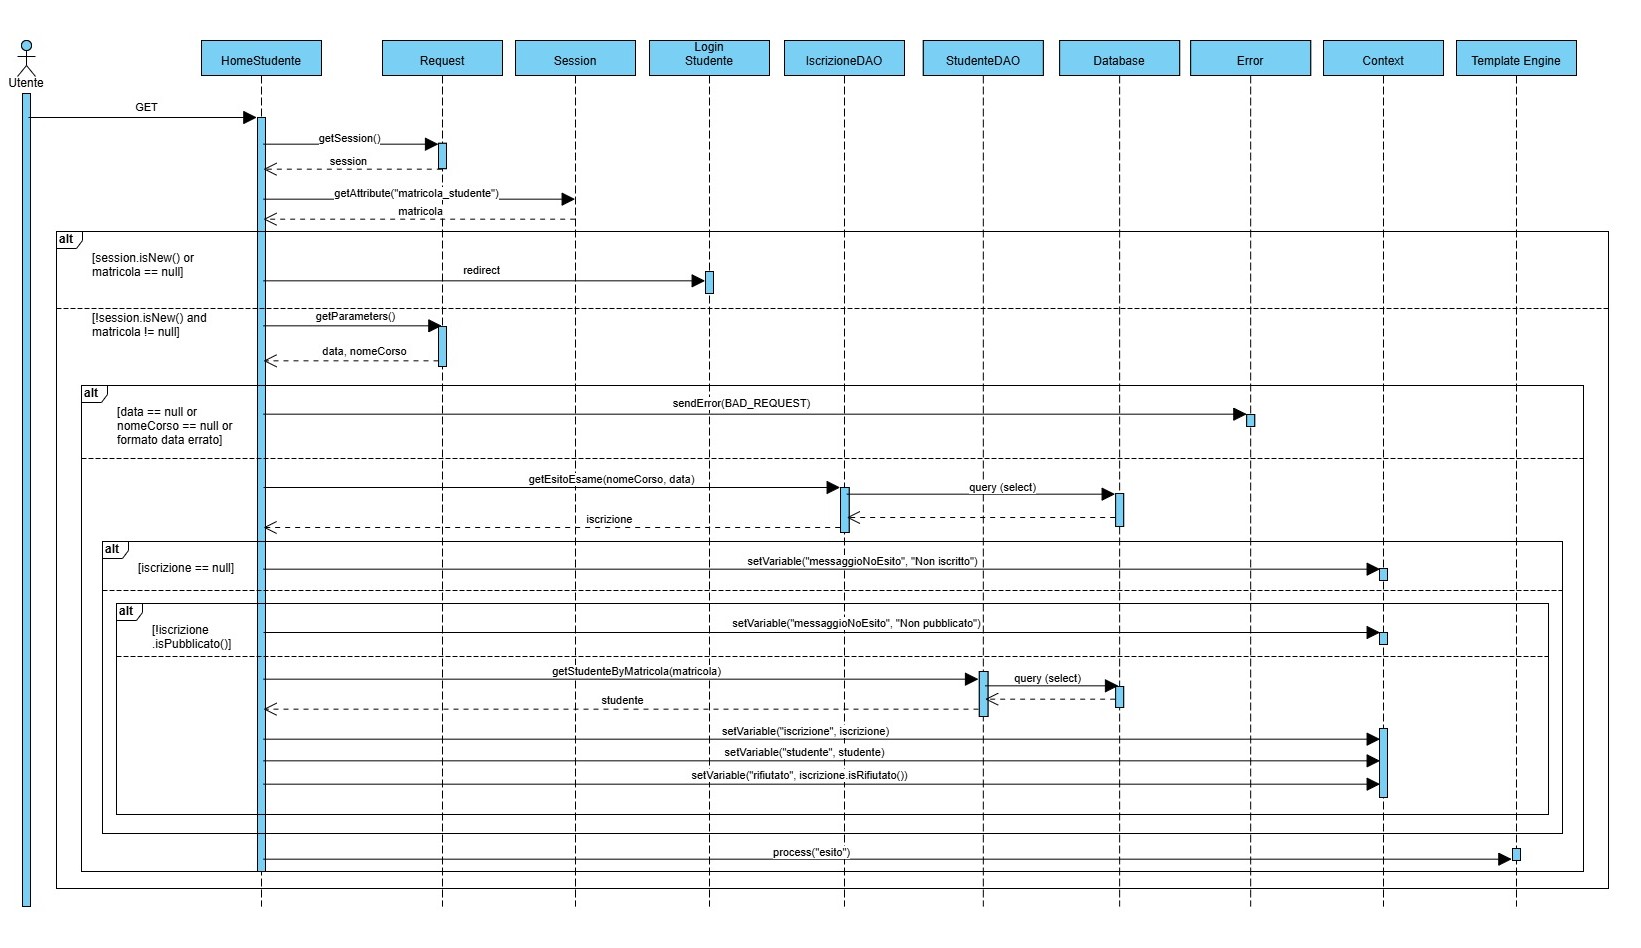 Utente
HomeStudente
Request
Session
Login
Studente
IscrizioneDAO
StudenteDAO
Database
Error
Context
Template Engine
GET
getSession()
session
getAttribute("matricola_studente")
matricola
alt
[session.isNew() or
matricola == null]
redirect
[!session.isNew() and
matricola != null]
getParameters()
data, nomeCorso
alt
[data == null or
nomeCorso == null or
formato data errato]
sendError(BAD_REQUEST)
getEsitoEsame(nomeCorso, data)
query (select)
iscrizione
alt
[iscrizione == null]
setVariable("messaggioNoEsito", "Non iscritto")
alt
[!iscrizione
.isPubblicato()]
setVariable("messaggioNoEsito", "Non pubblicato")
getStudenteByMatricola(matricola)
query (select)
studente
setVariable("iscrizione", iscrizione)
setVariable("studente", studente)
setVariable("rifiutato", iscrizione.isRifiutato())
process("esito")